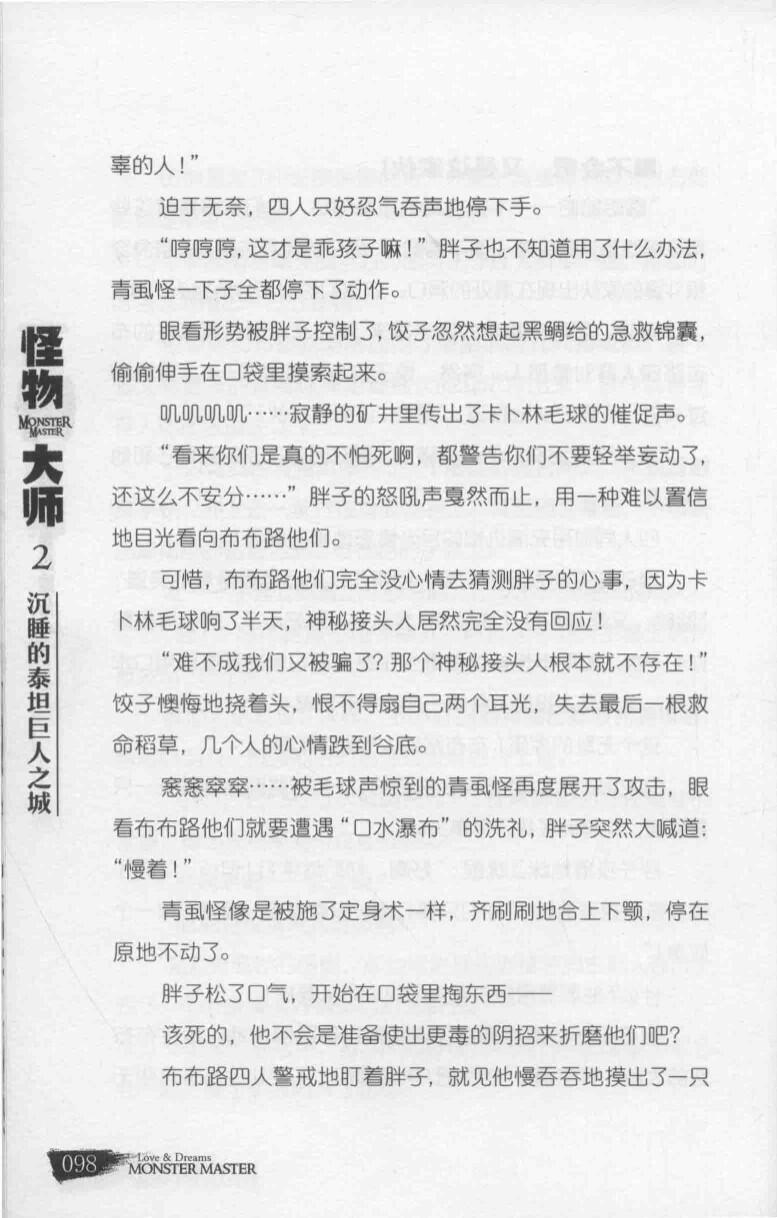 辜的人！”
迫于无奈，四人只好忍气吞声地停下手。
“哼哼哼，这才是乖孩子嘛！”胖子也不知道用了什么办法，
青虱怪一下子全都停下了动作。
眼看形势被胖子控制了，饺子忽然想起黑鲷给的急救锦囊，
偷偷伸手在口袋里摸索起来。
叽叽叽叽……寂静的矿井里传出了卡卜林毛球的催促声。
“看来你们是真的不怕死啊，都警告你们不要轻举妄动了，
还这么不安分……”胖子的怒吼声戛然而止，用一种难以置信
地目光看向布布路他们。
可惜，布布路他们完全没心情去猜测胖子的心事，因为卡
卜林毛球响了半天，神秘接头人居然完全没有回应！
“难不成我们又被骗了？那个神秘接头人根本就不存在！”
饺子懊悔地挠着头，恨不得扇自己两个耳光，失去最后一根救
命稻草，几个人的心情跌到谷底。
窸窸窣窣……被毛球声惊到的青虱怪再度展开了攻击，眼
看布布路他们就要遭遇“口水瀑布”的洗礼，胖子突然大喊道：
“慢着！”
青虱怪像是被施了定身术一样，齐刷刷地合上下颚，停在
原地不动了。
胖子松了口气，开始在口袋里掏东西——
该死的，他不会是准备使出更毒的阴招来折磨他们吧？
布布路四人警戒地盯着胖子，就见他慢吞吞地摸出了一只
怪物
MONSTER
MASTER
大师
2
沉睡的泰坦巨人之城
098
Love & Dreams
MONSTER MASTER